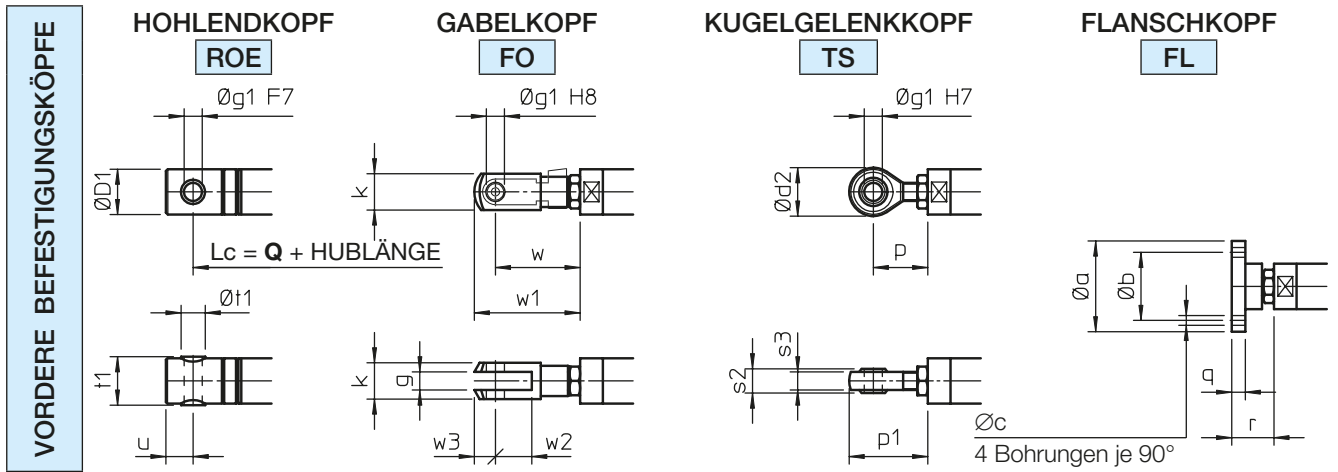 VORDERE BEFESTIGUNGSKÖPFE
HOHLENDKOPF
ROE
Øg1 F7
ØD1
Lc = Q + HUBLÄNGE
Øt1
t1
u
GABELKOPF
FO
Øg1 H8
k
w
w1
k
g
w3
w2
KUGELGELENKKOPF
TS
Øg1 H7
Ød2
p
s3
s2
p1
FLANSCHKOPF
FL
Øa
Øb
q
r
Øc
4 Bohrungen je 90°